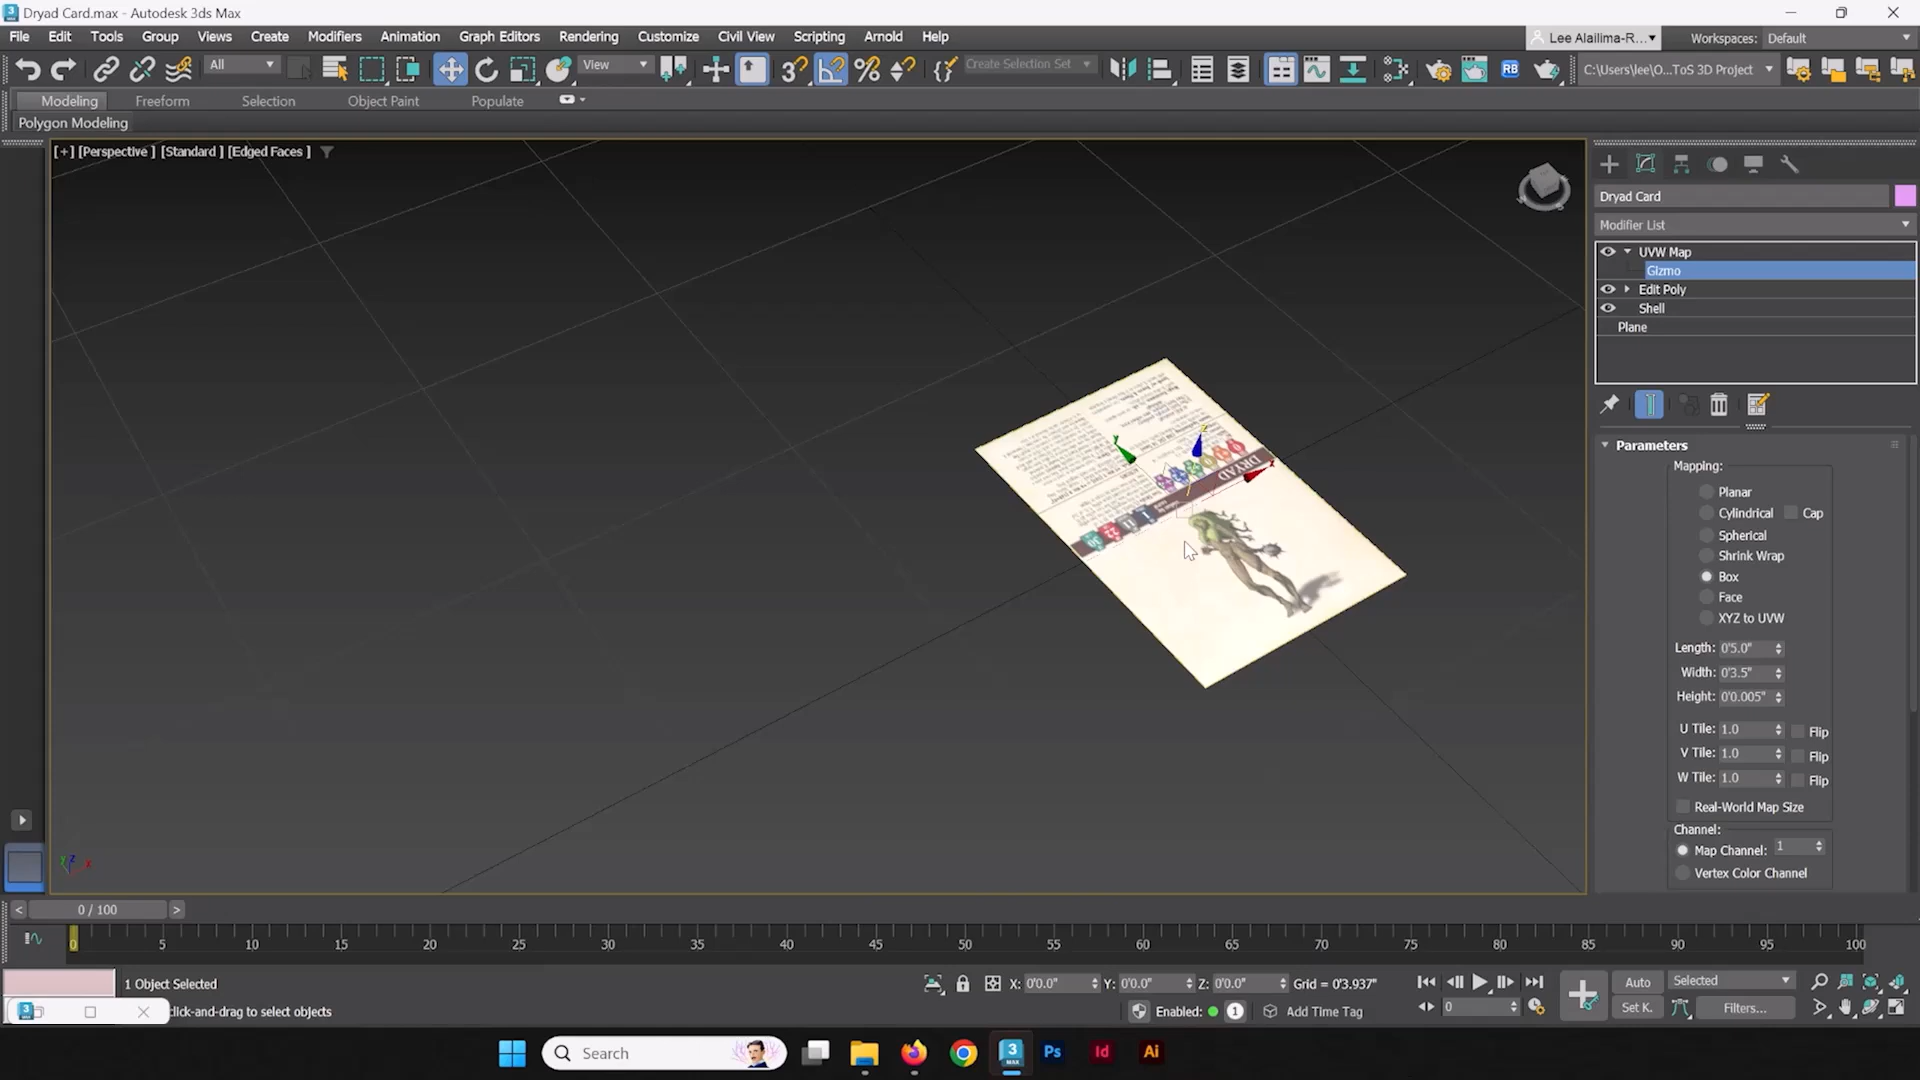 Dryad Card.max - Autodesk 3ds Max
File Edit Tools Group Views Create Modifiers Animation Graph Editors Rendering Customize Civil View Scripting Arnold Help
Lee Alailima-R... Workspaces: Default
All View Create Selection Set C:\Users\lee\O...ToS 3D Project
Modeling Freeform Selection Object Paint Populate
Polygon Modeling
[+] [Perspective ] [Standard ] [Edged Faces ]
Dryad Card
Modifier List
UVW Map
Gizmo
Edit Poly
Shell
Plane
Parameters
Mapping:
Planar
Cylindrical Cap
Spherical
Shrink Wrap
Box
Face
XYZ to UVW
Length: 0'5.0"
Width: 0'3.5"
Height: 0'0.005"
U Tile: 1.0 Flip
V Tile: 1.0 Flip
W Tile: 1.0 Flip
Real-World Map Size
Channel:
Map Channel: 1
Vertex Color Channel
DRYAD
y z x
0 / 100
0 5 10 15 20 25 30 35 40 45 50 55 60 65 70 75 80 85 90 95 100
1 Object Selected
click-and-drag to select objects
X: 0'0.0" Y: 0'0.0" Z: 0'0.0" Grid = 0'3.937"
Enabled: 1 Add Time Tag
0
Auto Selected
Set K. Filters...
Search
3 MAX Ps Id Ai